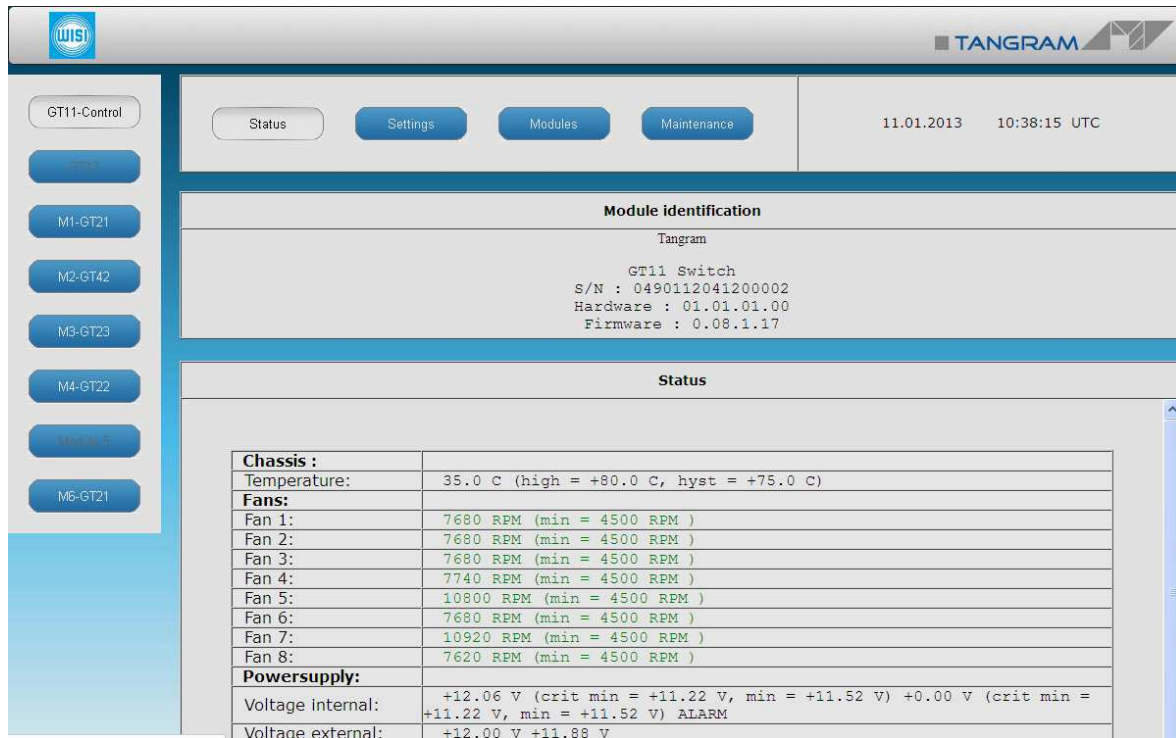 WISI
TANGRAM
GT11-Control
M1-GT21
M2-GT42
M3-GT23
M4-GT22
M6-GT21
Status Settings Modules Maintenance
11.01.2013 10:38:15 UTC
Module identification
Tangram
GT11 Switch
S/N : 0490112041200002
Hardware : 01.01.01.00
Firmware : 0.08.1.17
Status
Chassis :
Temperature: 35.0 C (high = +80.0 C, hyst = +75.0 C)
Fans:
Fan 1: 7680 RPM (min = 4500 RPM )
Fan 2: 7680 RPM (min = 4500 RPM )
Fan 3: 7680 RPM (min = 4500 RPM )
Fan 4: 7740 RPM (min = 4500 RPM )
Fan 5: 10800 RPM (min = 4500 RPM )
Fan 6: 7680 RPM (min = 4500 RPM )
Fan 7: 10920 RPM (min = 4500 RPM )
Fan 8: 7620 RPM (min = 4500 RPM )
Powersupply:
Voltage internal: +12.06 V (crit min = +11.22 V, min = +11.52 V) +0.00 V (crit min =
+11.22 V, min = +11.52 V) ALARM
Voltage external: +12.00 V +11.88 V